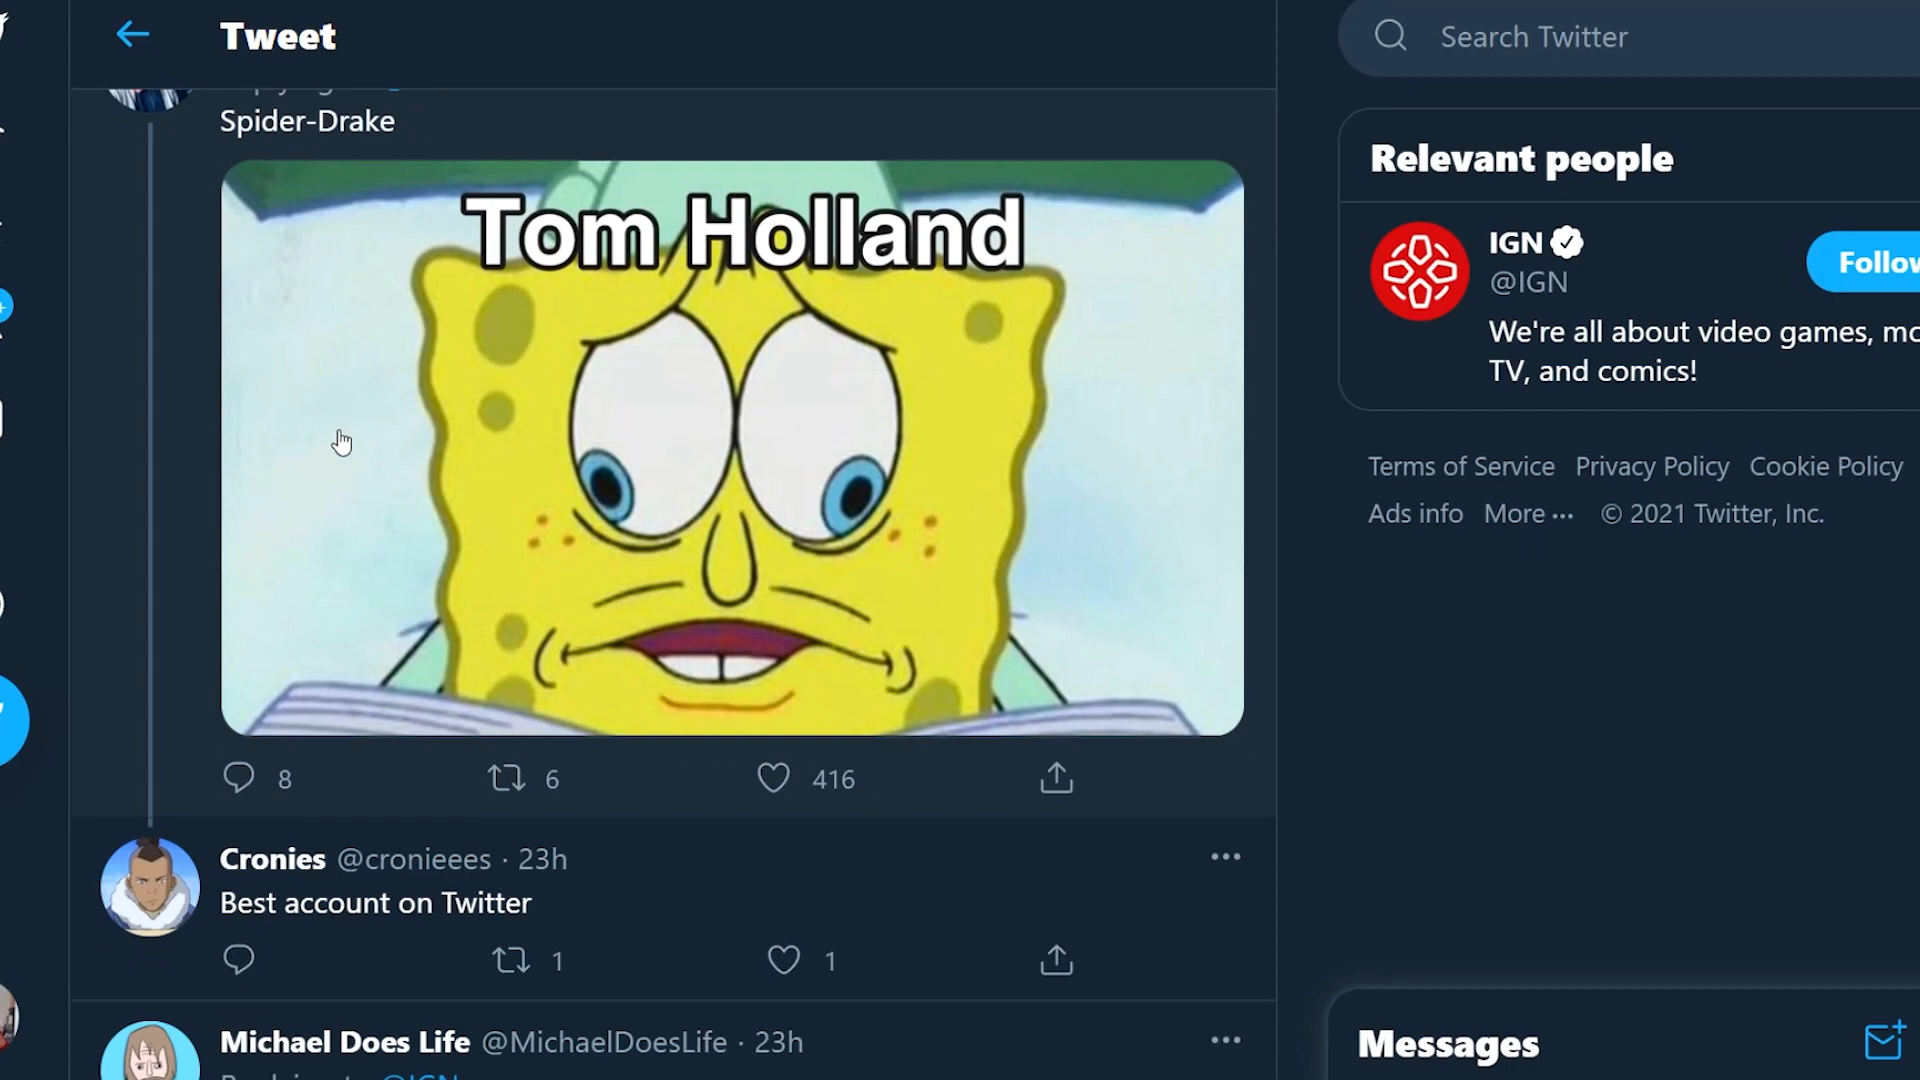 Tweet
Spider-Drake
Tom Holland
8
6
416
Cronies @cronieees · 23h
Best account on Twitter
1
1
Michael Does Life @MichaelDoesLife · 23h
Search Twitter
Relevant people
IGN
@IGN
Follow
We're all about video games,
TV, and comics!
Terms of Service Privacy Policy Cookie Policy
Ads info More ··· © 2021 Twitter, Inc.
Messages